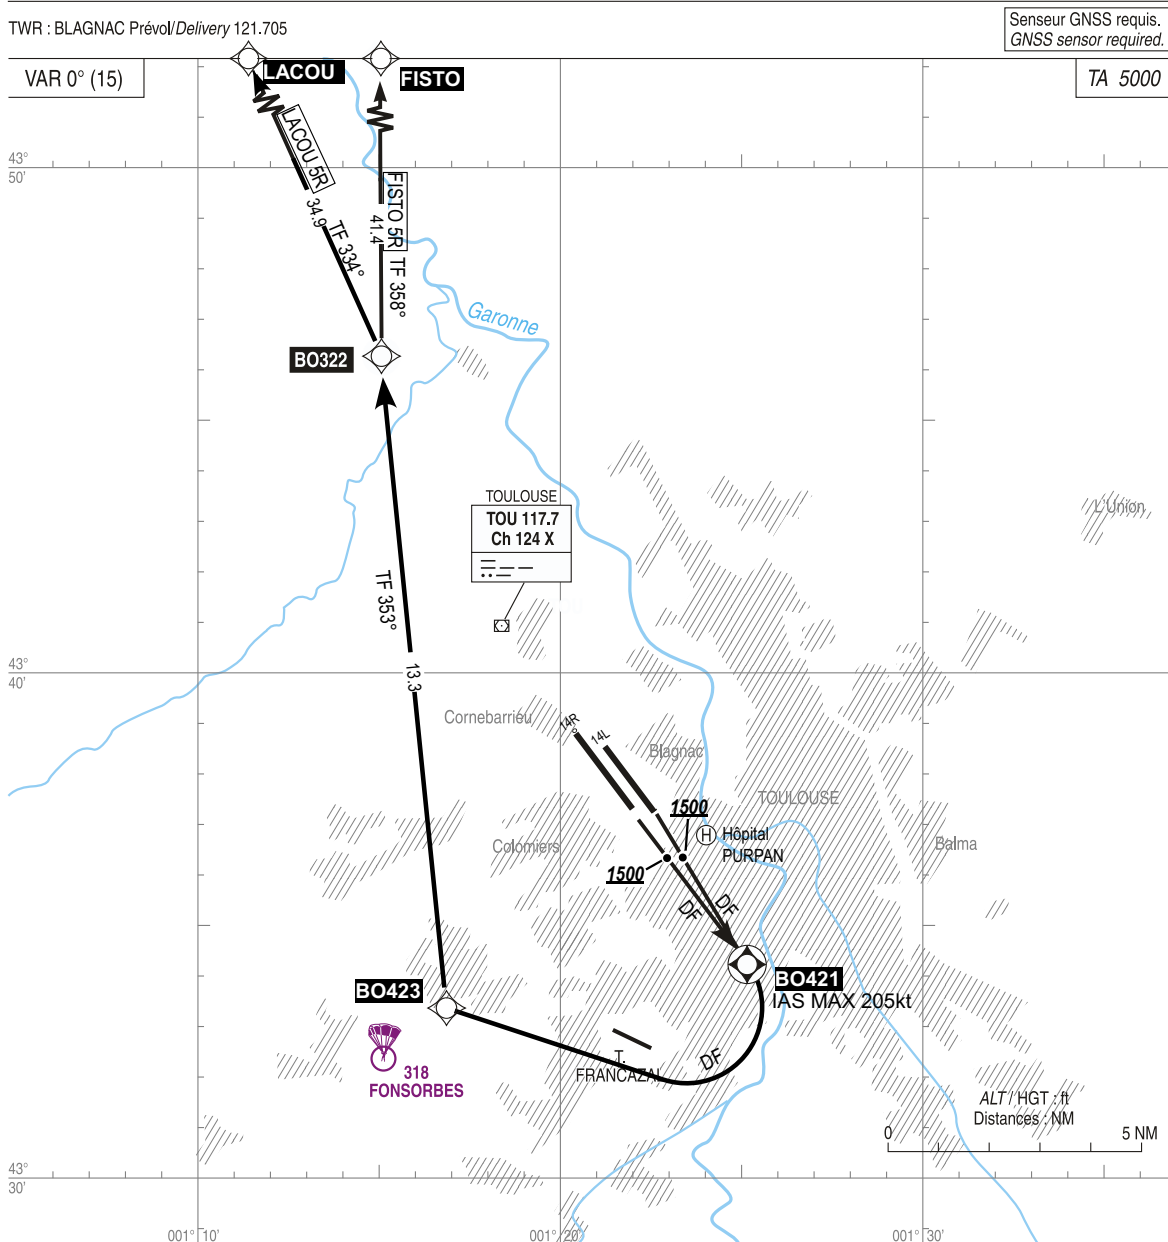 TWR : BLAGNAC Prévol/Delivery 121.705
Senseur GNSS requis.
GNSS sensor required.
VAR 0° (15)
TA 5000
LACOU
FISTO
43°
50'
LACOU 5R
34.9
TF 334°
FISTO 5R
41.4
TF 358°
Garonne
BO322
TOULOUSE
TOU 117.7
Ch 124 X
L'Union
TF 353°
43°
40'
13.3
Cornebarrieu
14R
14L
Blagnac
TOULOUSE
1500
H
Hôpital
PURPAN
Colomiers
Balma
1500
DF
DF
BO421
IAS MAX 205kt
BO423
318
FONSORBES
T.
FRANCAZAL
DF
ALT / HGT : ft
Distances : NM
0
5 NM
43°
30'
001° 10'
001° 20'
001° 30'